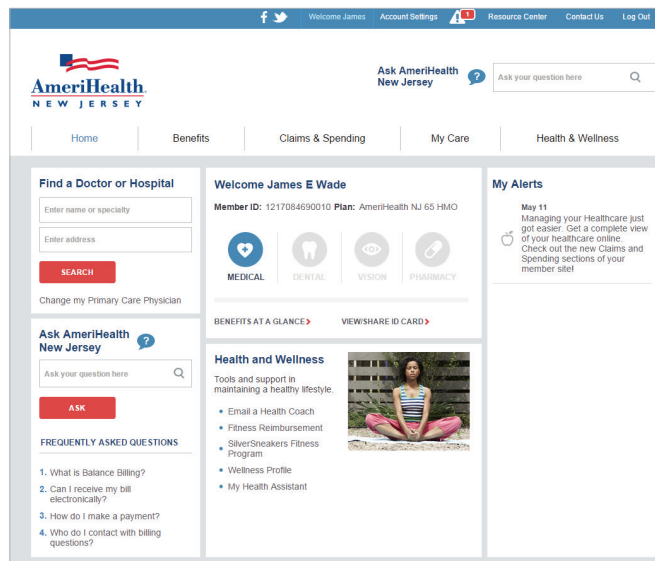 Welcome James Account Settings 1 Resource Center Contact Us Log Out
AmeriHealth.
NEW JERSEY
Ask AmeriHealth
New Jersey
?
Ask your question here
Home Benefits Claims & Spending My Care Health & Wellness
Find a Doctor or Hospital
Enter name or specialty
Enter address
SEARCH
Change my Primary Care Physician
Ask AmeriHealth
New Jersey
?
Ask your question here
ASK
FREQUENTLY ASKED QUESTIONS
1. What is Balance Billing?
2. Can I receive my bill
electronically?
3. How do I make a payment?
4. Who do I contact with billing
questions?
Welcome James E Wade
Member ID: 1217084690010 Plan: AmeriHealth NJ 65 HMO
MEDICAL DENTAL VISION PHARMACY
BENEFITS AT A GLANCE> VIEW/SHARE ID CARD>
Health and Wellness
Tools and support in
maintaining a healthy lifestyle.
• Email a Health Coach
• Fitness Reimbursement
• SilverSneakers Fitness
Program
• Wellness Profile
• My Health Assistant
My Alerts
May 11
Managing your Healthcare just
got easier. Get a complete view
of your healthcare online.
Check out the new Claims and
Spending sections of your
member site!